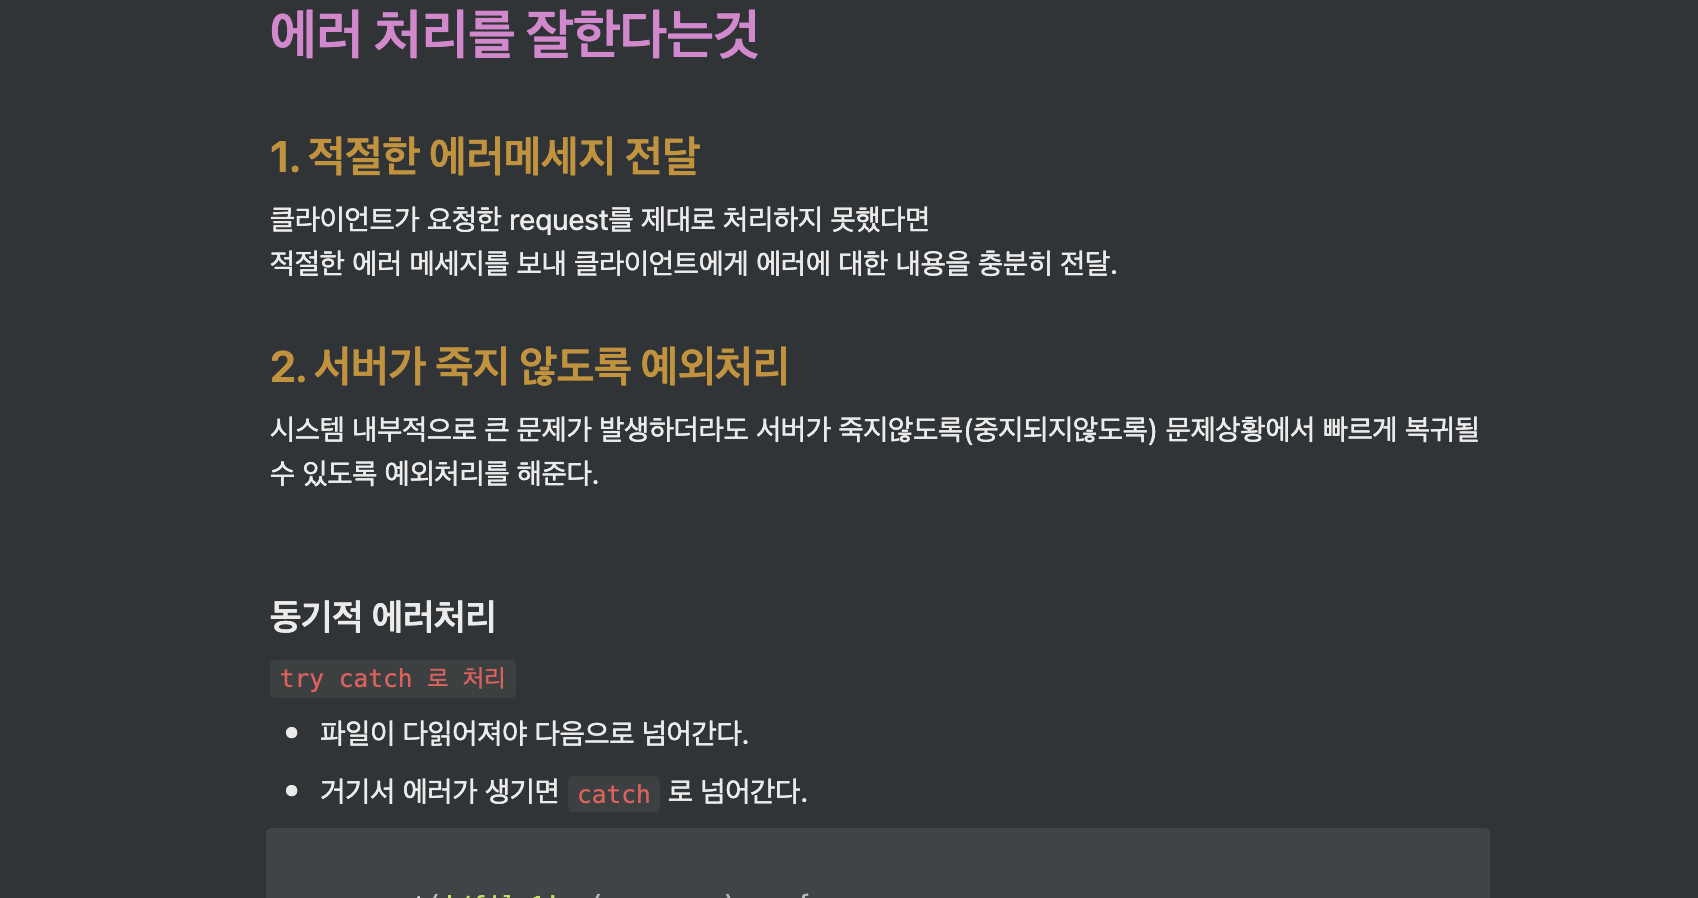 에러 처리를 잘한다는것
1. 적절한 에러메세지 전달
클라이언트가 요청한 request를 제대로 처리하지 못했다면
적절한 에러 메세지를 보내 클라이언트에게 에러에 대한 내용을 충분히 전달.
2. 서버가 죽지 않도록 예외처리
시스템 내부적으로 큰 문제가 발생하더라도 서버가 죽지않도록(중지되지않도록) 문제상황에서 빠르게 복귀될
수 있도록 예외처리를 해준다.
동기적 에러처리
try catch 로 처리
• 파일이 다읽어져야 다음으로 넘어간다.
• 거기서 에러가 생기면 catch 로 넘어간다.